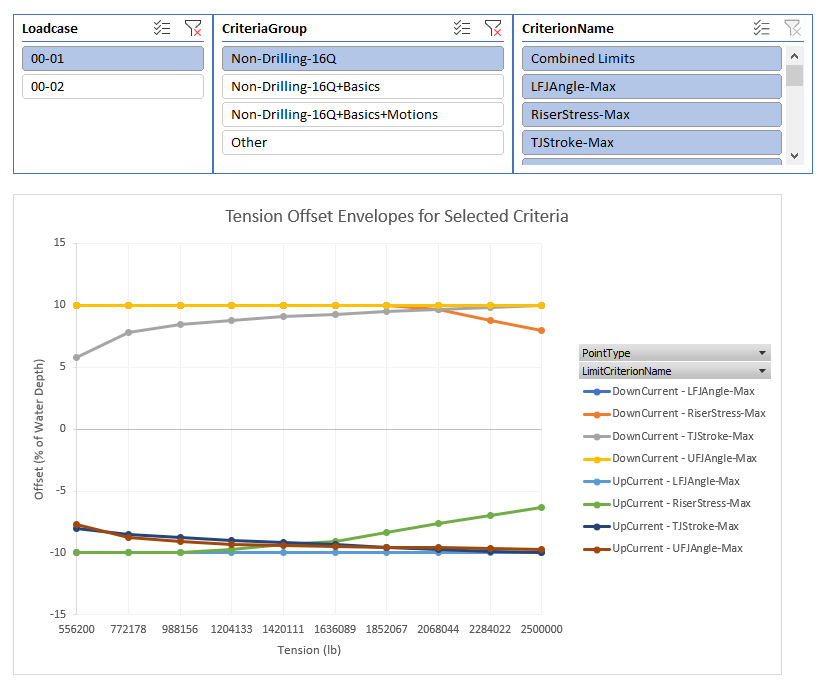 Loadcase
00-01
00-02
CriteriaGroup
Non-Drilling-16Q
Non-Drilling-16Q+Basics
Non-Drilling-16Q+Basics+Motions
Other
CriterionName
Combined Limits
LFJAngle-Max
RiserStress-Max
TJStroke-Max
Tension Offset Envelopes for Selected Criteria
Offset (% of Water Depth)
15
10
5
0
-5
-10
-15
556200 772178 988156 1204133 1420111 1636089 1852067 2068044 2284022 2500000
Tension (lb)
PointType
LimitCriterionName
DownCurrent - LFJAngle-Max
DownCurrent - RiserStress-Max
DownCurrent - TJStroke-Max
DownCurrent - UFJAngle-Max
UpCurrent - LFJAngle-Max
UpCurrent - RiserStress-Max
UpCurrent - TJStroke-Max
UpCurrent - UFJAngle-Max